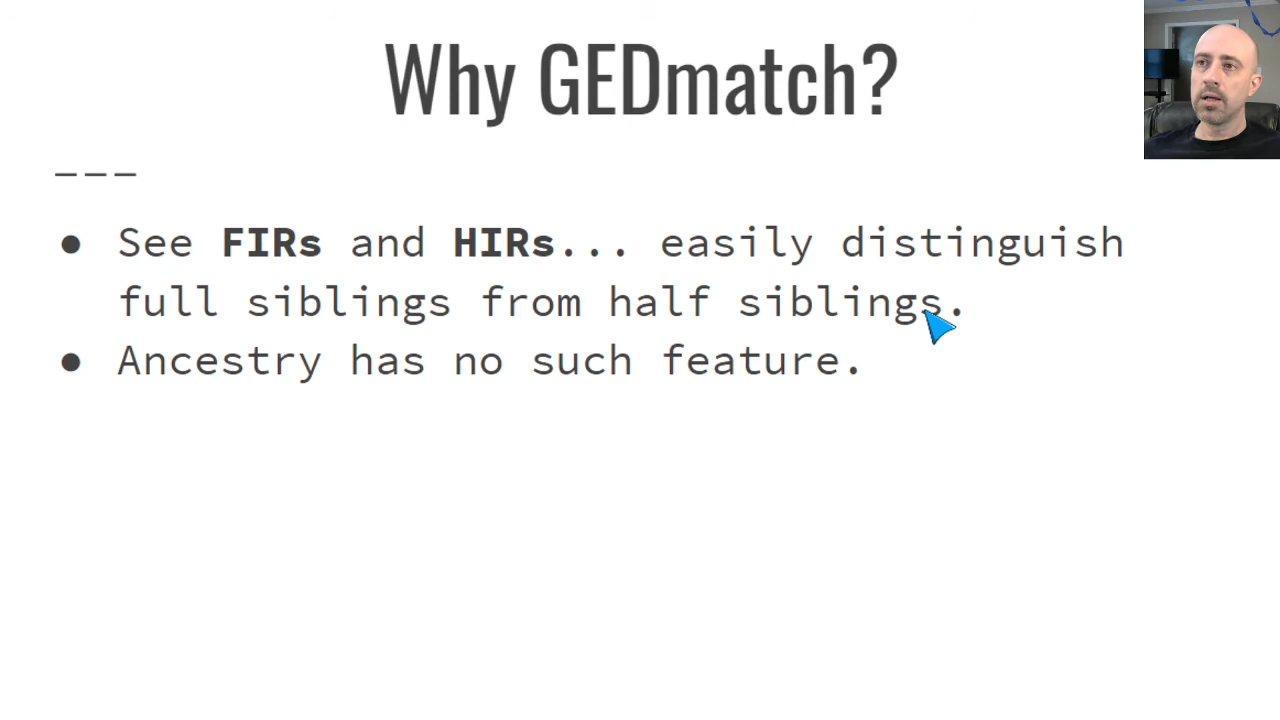 Why GEDmatch?
● See FIRs and HIRs... easily distinguish
full siblings from half siblings.
● Ancestry has no such feature.